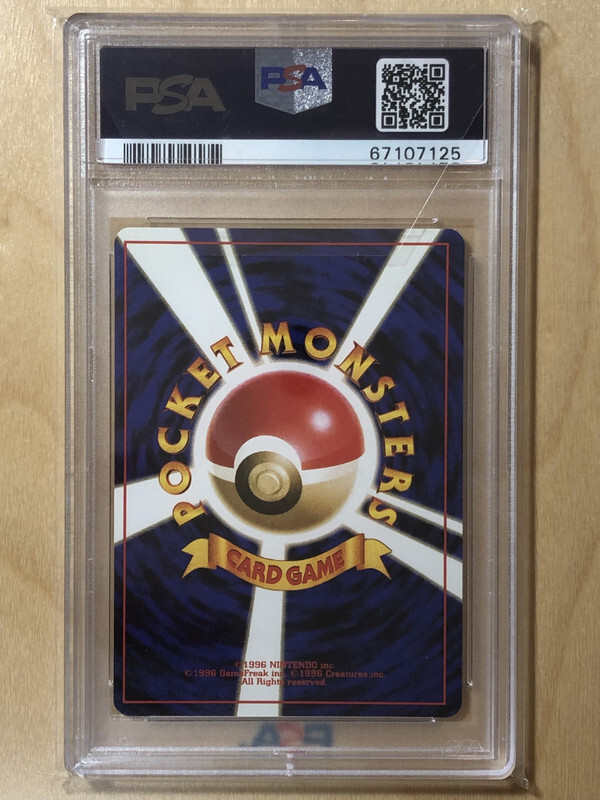 PSA
PSA
67107125
POCKET MONSTERS
CARD GAME
©1996 NINTENDO inc
©1996 GameFreak inc ©1996 Creatures inc
All Rights reserved.
PSA